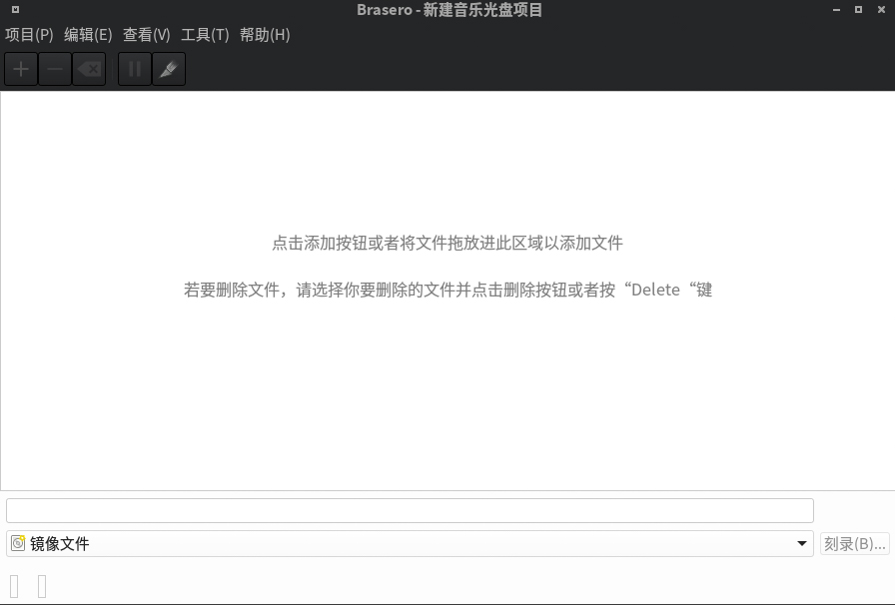 Brasero - 新建音乐光盘项目
项目(P) 编辑(E) 查看(V) 工具(T) 帮助(H)
点击添加按钮或者将文件拖放进此区域以添加文件
若要删除文件，请选择你要删除的文件并点击删除按钮或者按“Delete“键
镜像文件
刻录(B)...